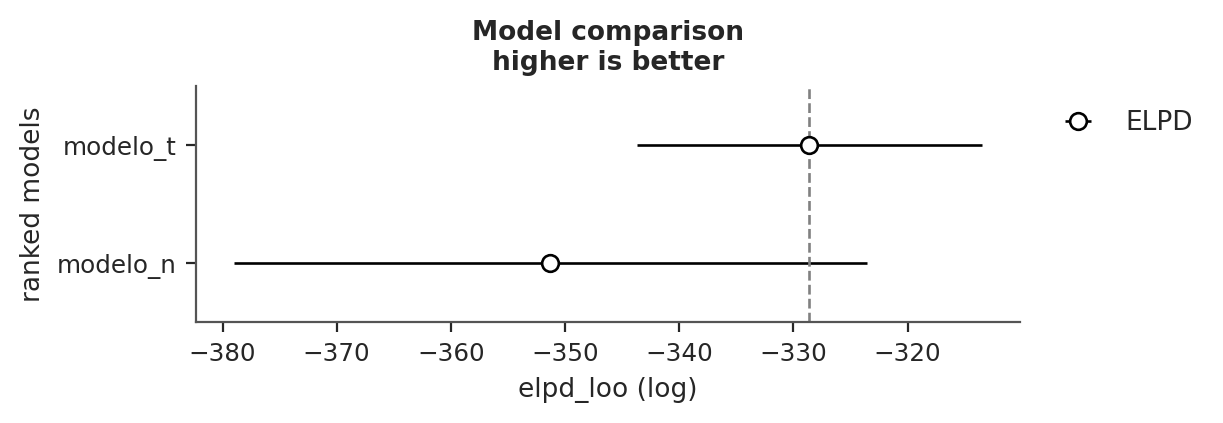 Model comparison
higher is better
ranked models
modelo_t
modelo_n
ELPD
−380 −370 −360 −350 −340 −330 −320
elpd_loo (log)